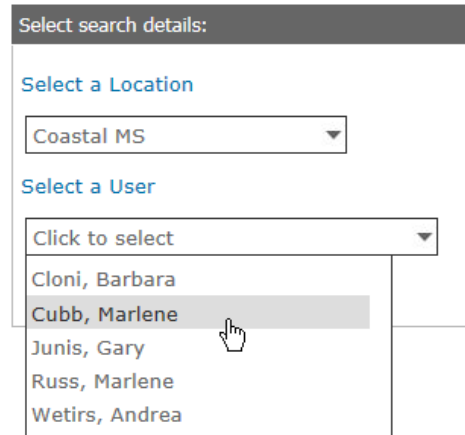 Select search details:
Select a Location
Coastal MS
Select a User
Click to select
Cloni, Barbara
Cubb, Marlene
Junis, Gary
Russ, Marlene
Wetirs, Andrea